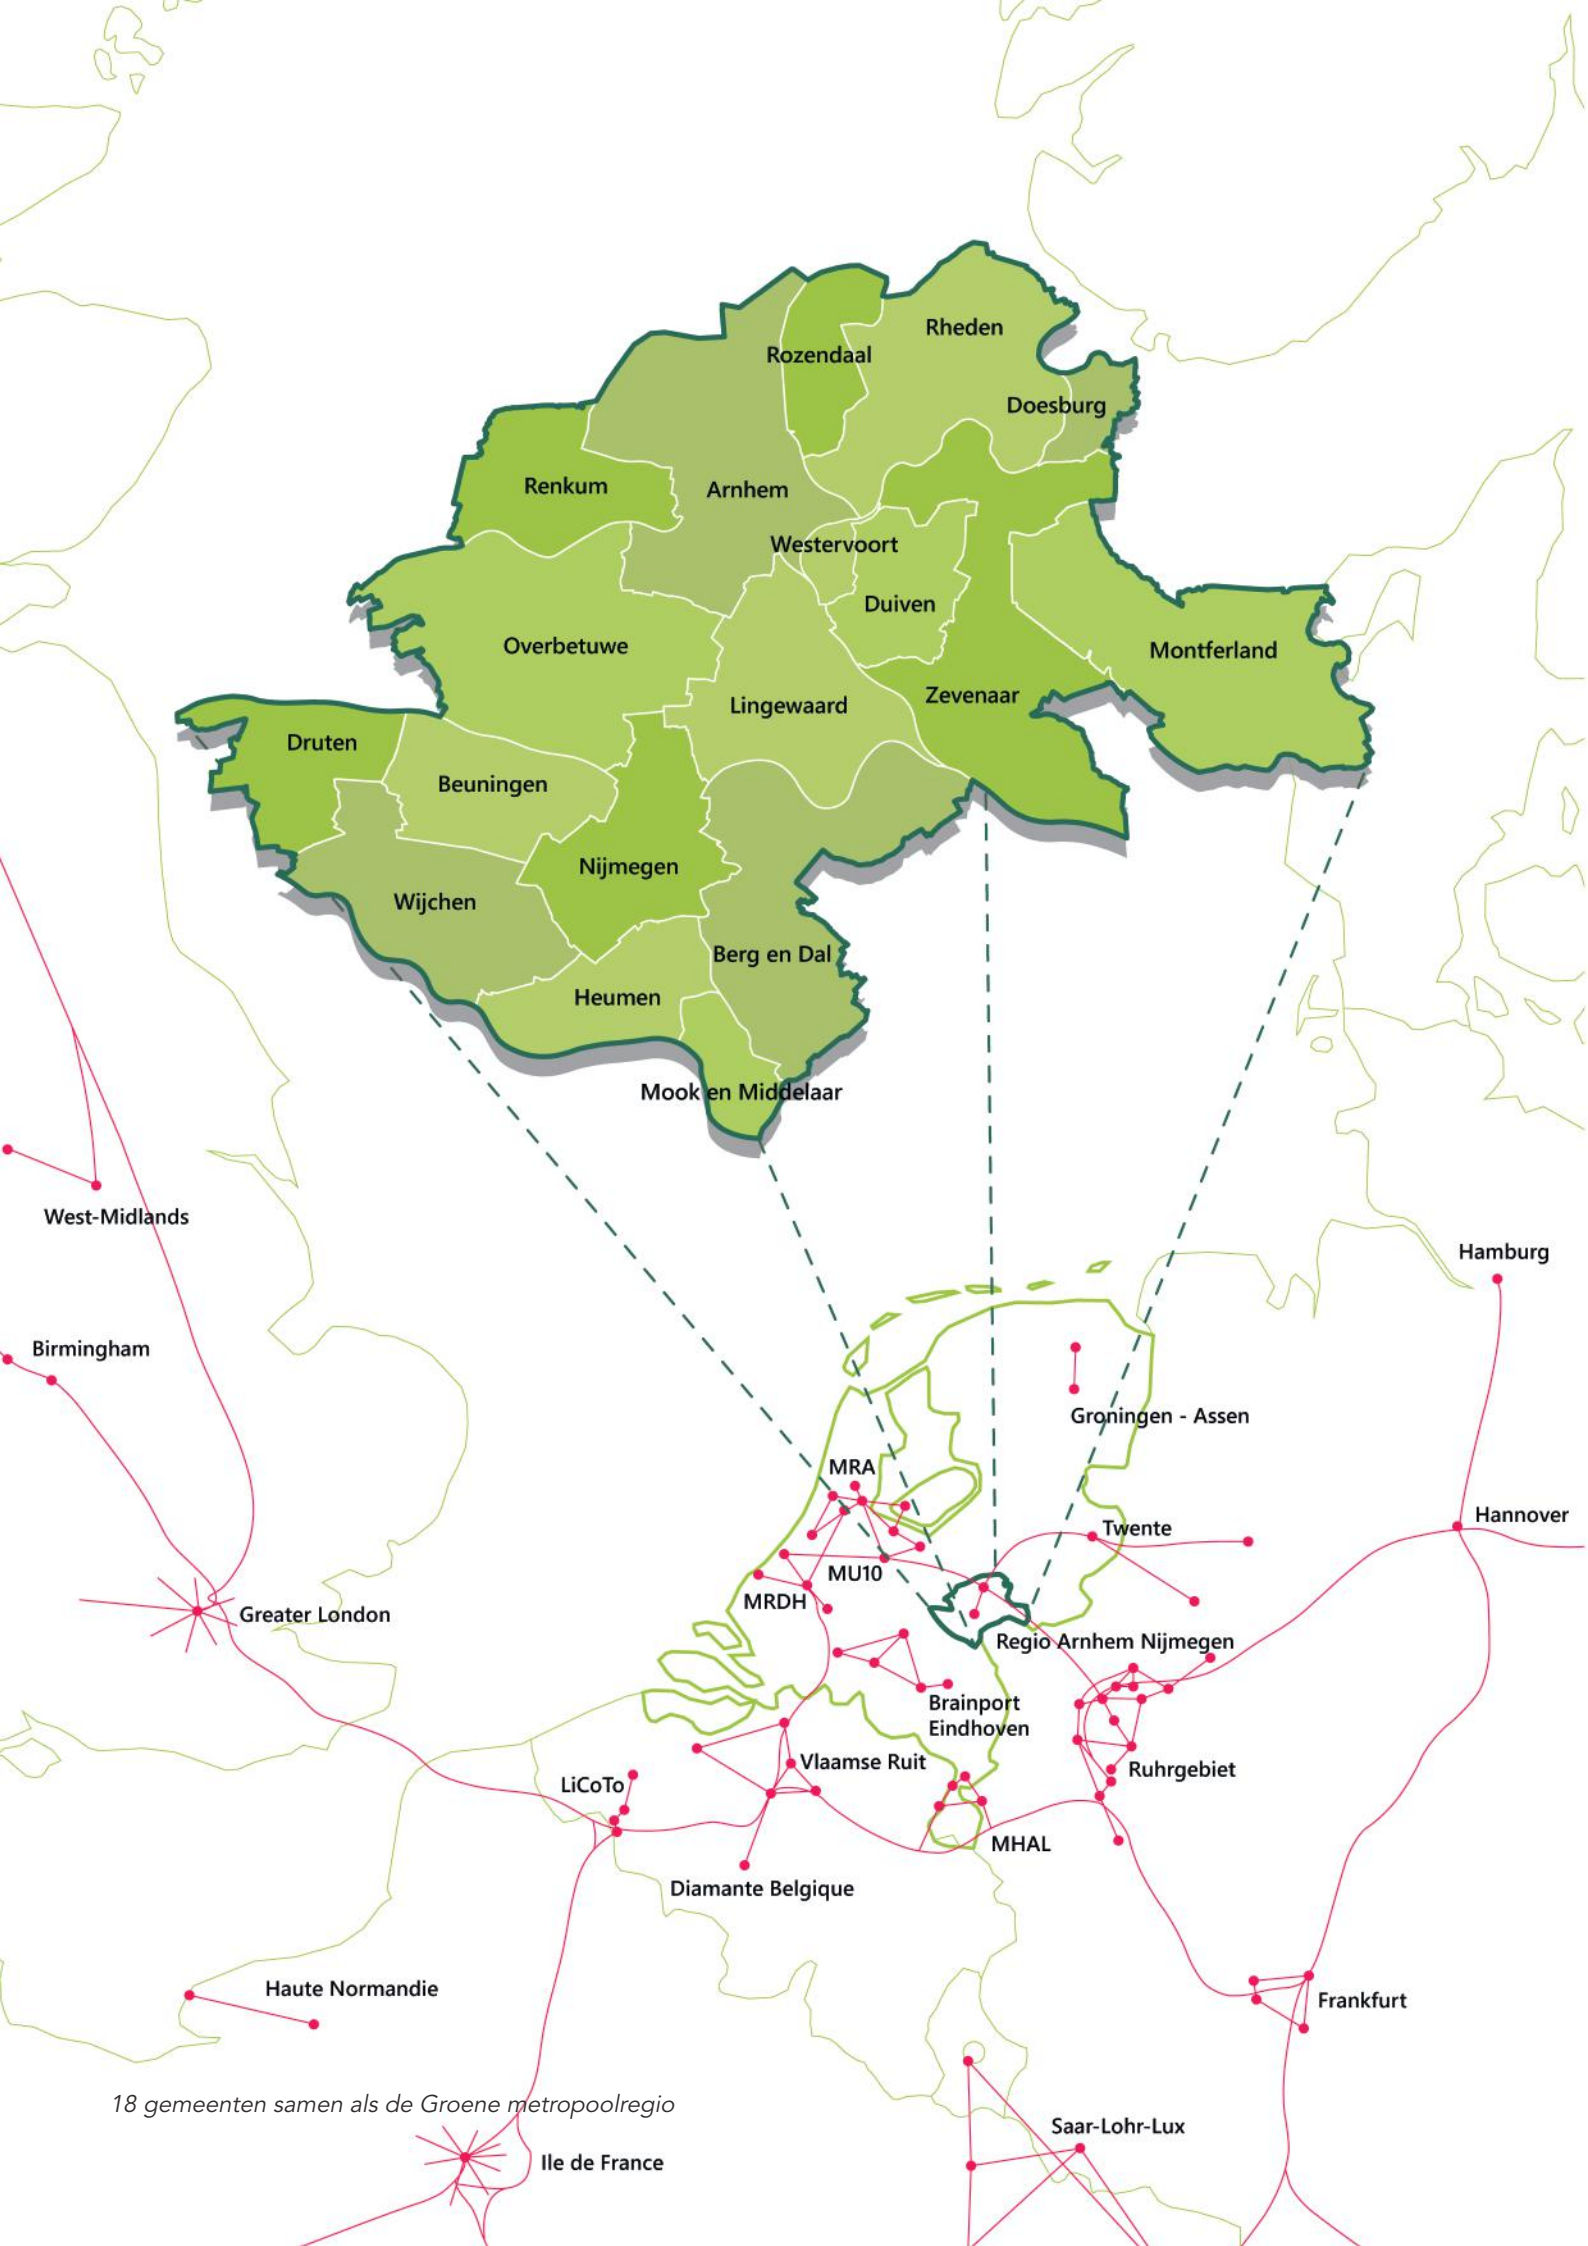 Rheden
Rozendaal
Doesburg
Renkum
Arnhem
Westervoort
Duiven
Overbetuwe
Montferland
Zevenaar
Lingewaard
Druten
Beuningen
Nijmegen
Wijchen
Berg en Dal
Heumen
Mook en Middelaar
West-Midlands
Hamburg
Birmingham
Groningen - Assen
MRA
Hannover
Twente
MU10
MRDH
Greater London
Regio Arnhem Nijmegen
Brainport
Eindhoven
Vlaamse Ruit
Ruhrgebiet
LiCoTo
MHAL
Diamante Belgique
Haute Normandie
Frankfurt
18 gemeenten samen als de Groene metropoolregio
Saar-Lohr-Lux
Ile de France